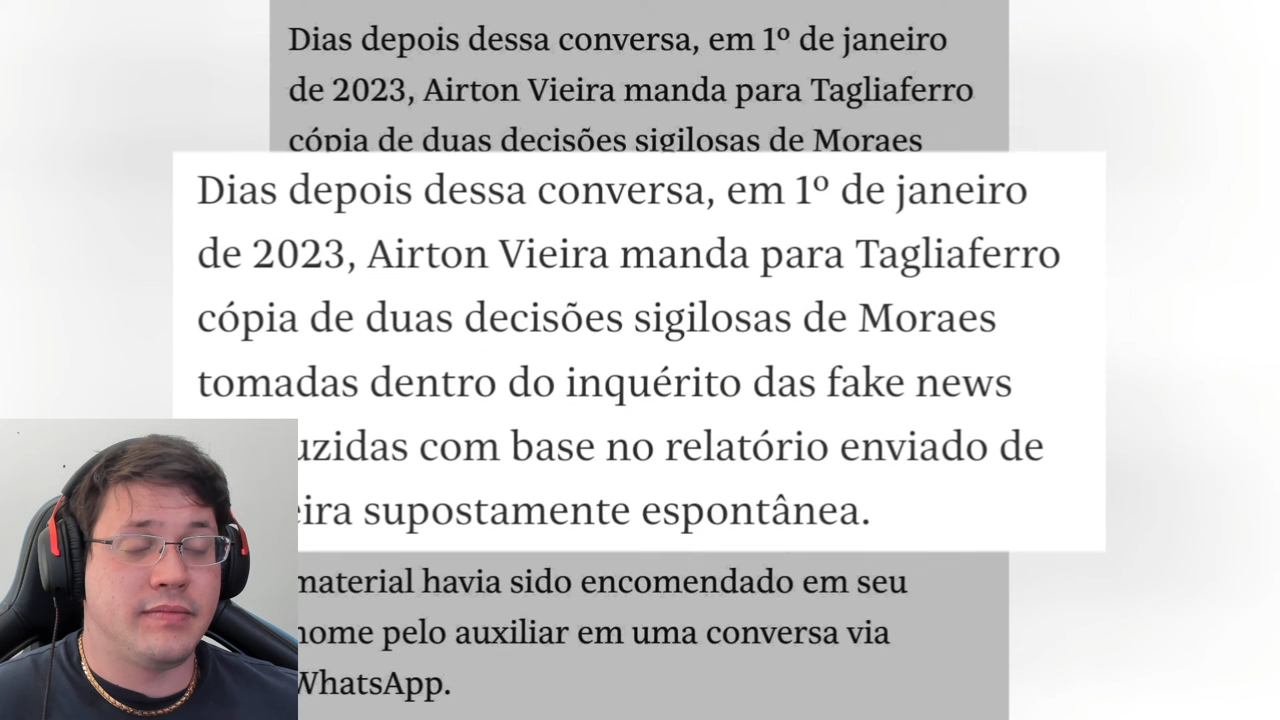 Dias depois dessa conversa, em 1º de janeiro
de 2023, Airton Vieira manda para Tagliaferro
cópia de duas decisões sigilosas de Moraes
Dias depois dessa conversa, em 1º de janeiro
de 2023, Airton Vieira manda para Tagliaferro
cópia de duas decisões sigilosas de Moraes
tomadas dentro do inquérito das fake news
com base no relatório enviado de
supostamente espontânea.
material havia sido encomendado em seu
nome pelo auxiliar em uma conversa via
WhatsApp.